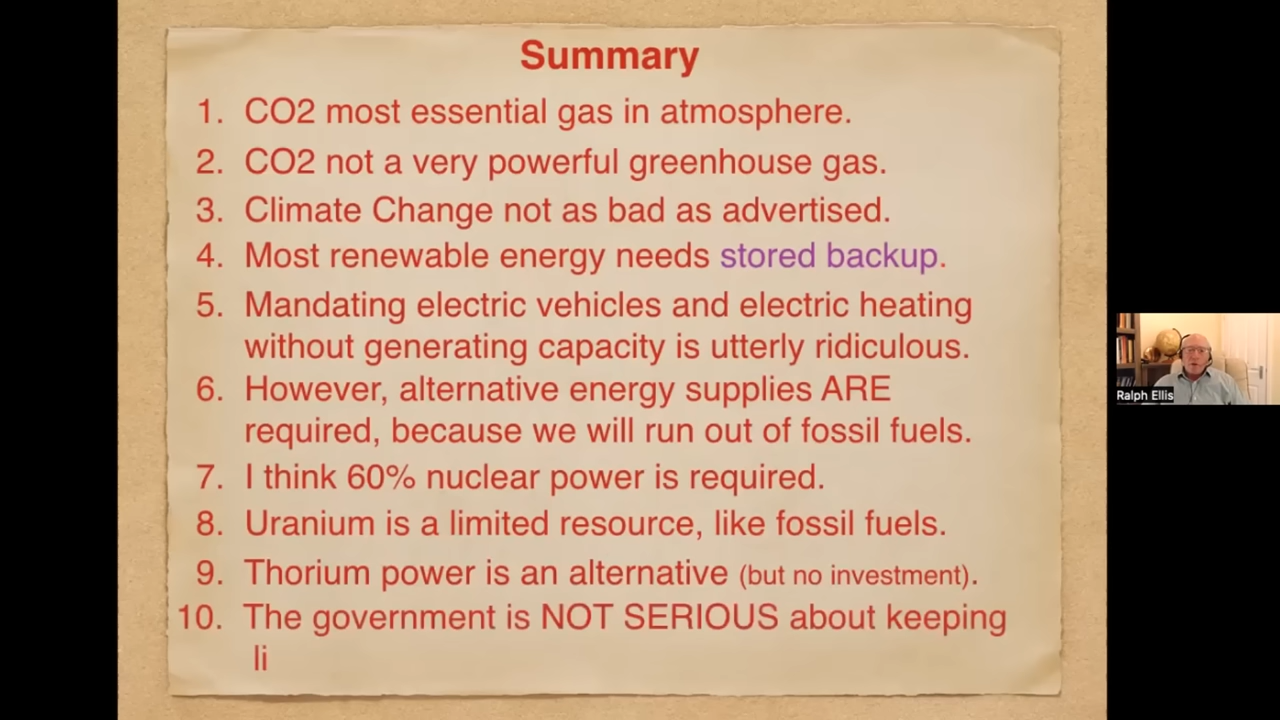 Summary
1. CO2 most essential gas in atmosphere.
2. CO2 not a very powerful greenhouse gas.
3. Climate Change not as bad as advertised.
4. Most renewable energy needs stored backup.
5. Mandating electric vehicles and electric heating
without generating capacity is utterly ridiculous.
6. However, alternative energy supplies ARE
required, because we will run out of fossil fuels.
7. I think 60% nuclear power is required.
8. Uranium is a limited resource, like fossil fuels.
9. Thorium power is an alternative (but no investment).
10. The government is NOT SERIOUS about keeping
li
Ralph Ellis